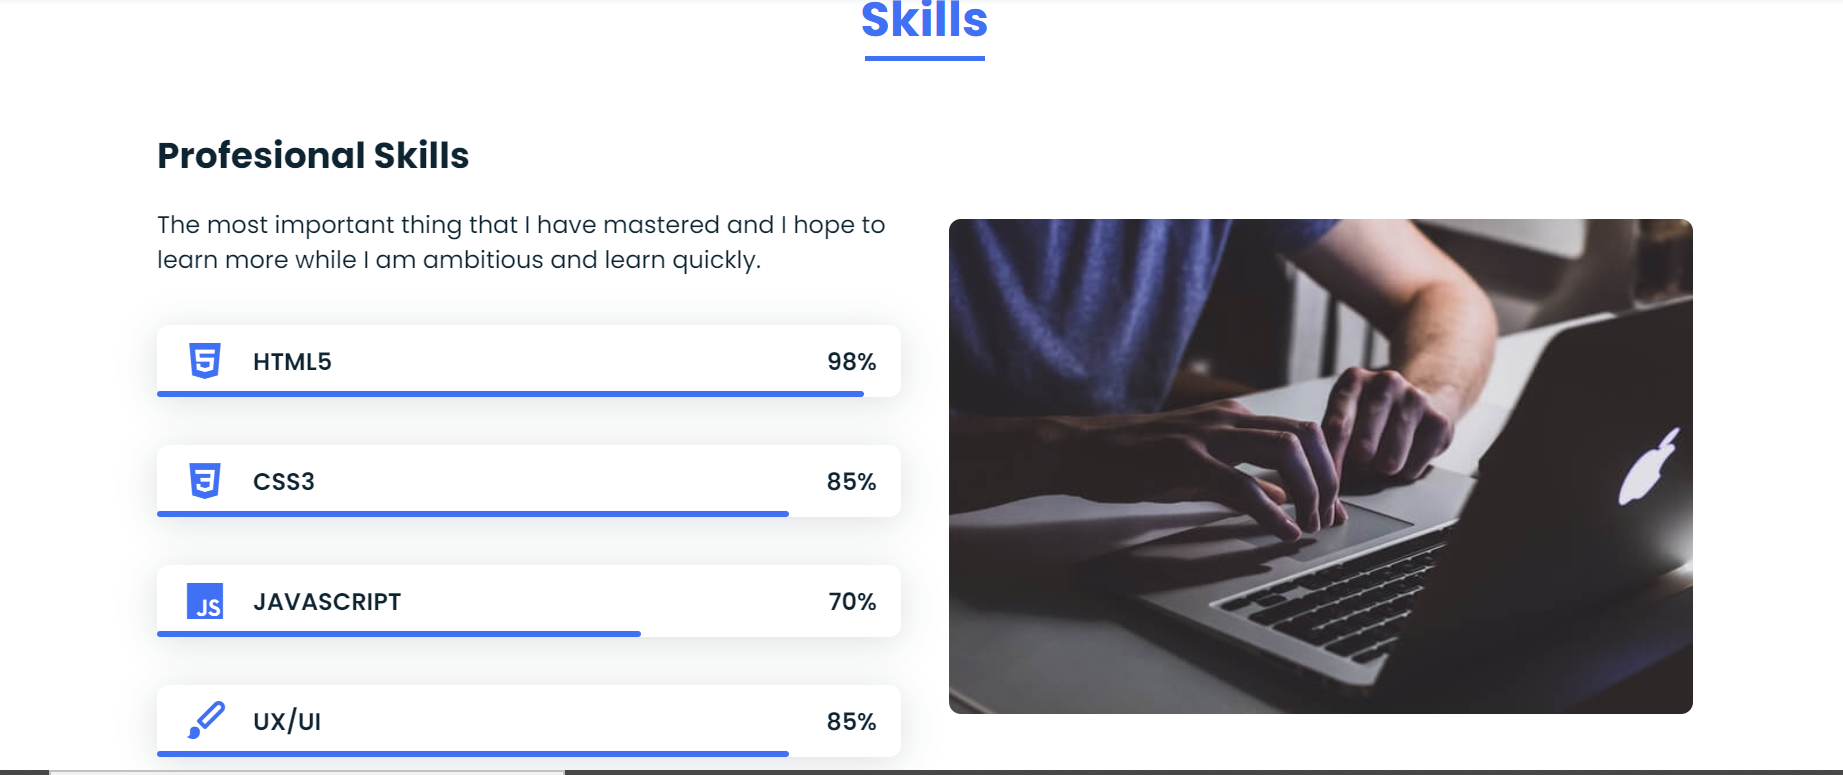 Skills
Profesional Skills
The most important thing that I have mastered and I hope to
learn more while I am ambitious and learn quickly.
HTML5 98%
CSS3 85%
JS JAVASCRIPT 70%
UX/UI 85%